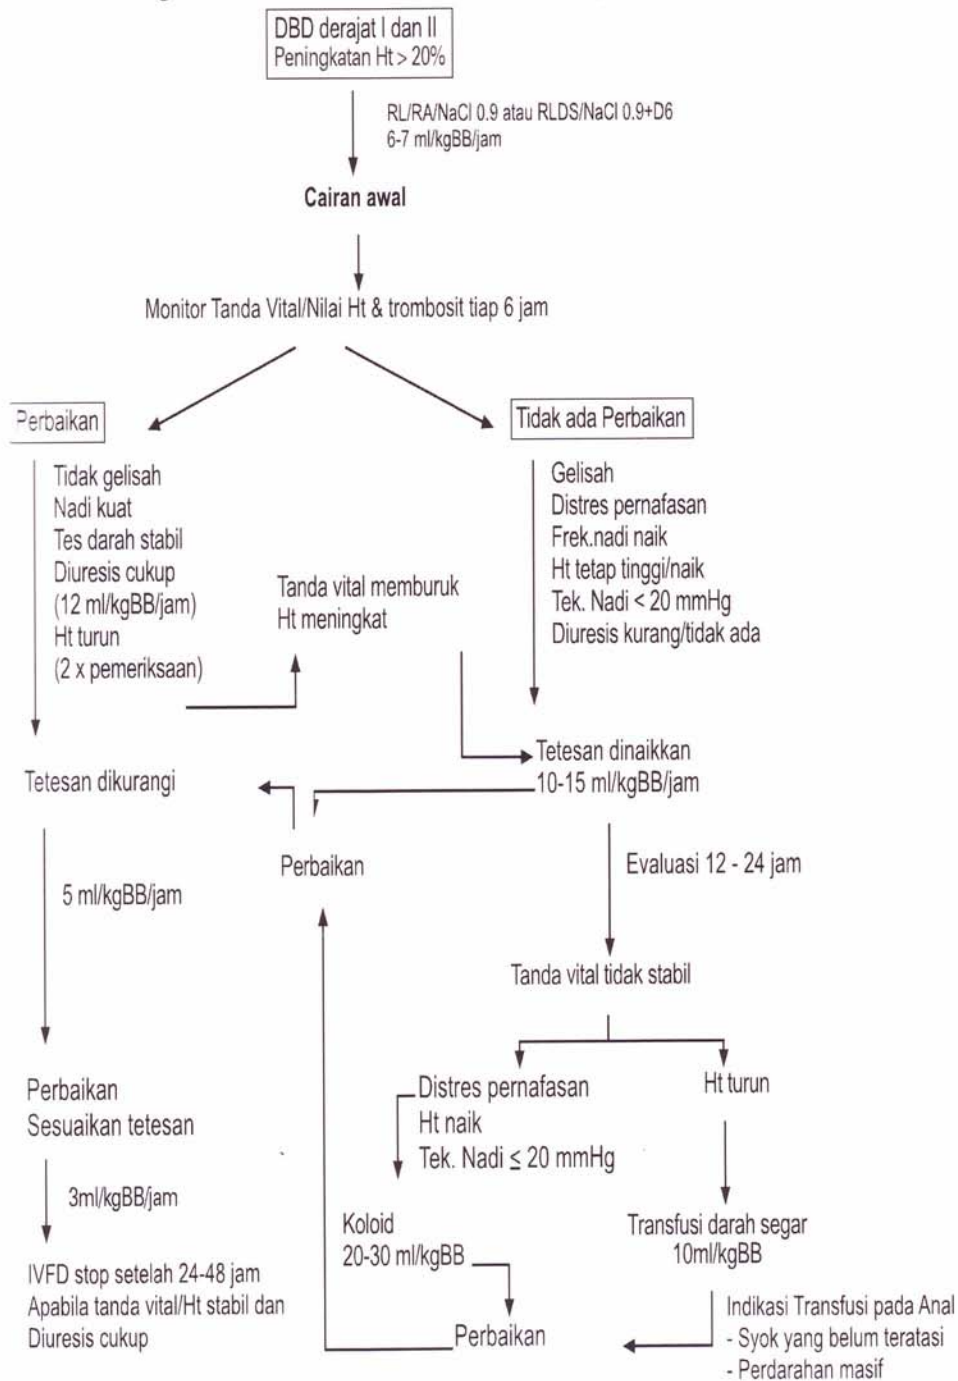 DBD derajat I dan II
Peningkatan Ht > 20%
RL/RA/NaCl 0.9 atau RLDS/NaCl 0.9+D6
6-7 ml/kgBB/jam
Cairan awal
Monitor Tanda Vital/Nilai Ht & trombosit tiap 6 jam
Perbaikan
Tidak gelisah
Nadi kuat
Tes darah stabil
Diuresis cukup
(12 ml/kgBB/jam)
Ht turun
(2 x pemeriksaan)
Tanda vital memburuk
Ht meningkat
Tidak ada Perbaikan
Gelisah
Distres pernafasan
Frek.nadi naik
Ht tetap tinggi/naik
Tek. Nadi < 20 mmHg
Diuresis kurang/tidak ada
Tetesan dikurangi
Perbaikan
Tetesan dinaikkan
10-15 ml/kgBB/jam
5 ml/kgBB/jam
Evaluasi 12 - 24 jam
Tanda vital tidak stabil
Perbaikan
Sesuaikan tetesan
Distres pernafasan
Ht naik
Tek. Nadi ≤ 20 mmHg
Ht turun
3ml/kgBB/jam
Koloid
20-30 ml/kgBB
Transfusi darah segar
10ml/kgBB
IVFD stop setelah 24-48 jam
Apabila tanda vital/Ht stabil dan
Diuresis cukup
Perbaikan
Indikasi Transfusi pada Anal
- Syok yang belum teratasi
- Perdarahan masif